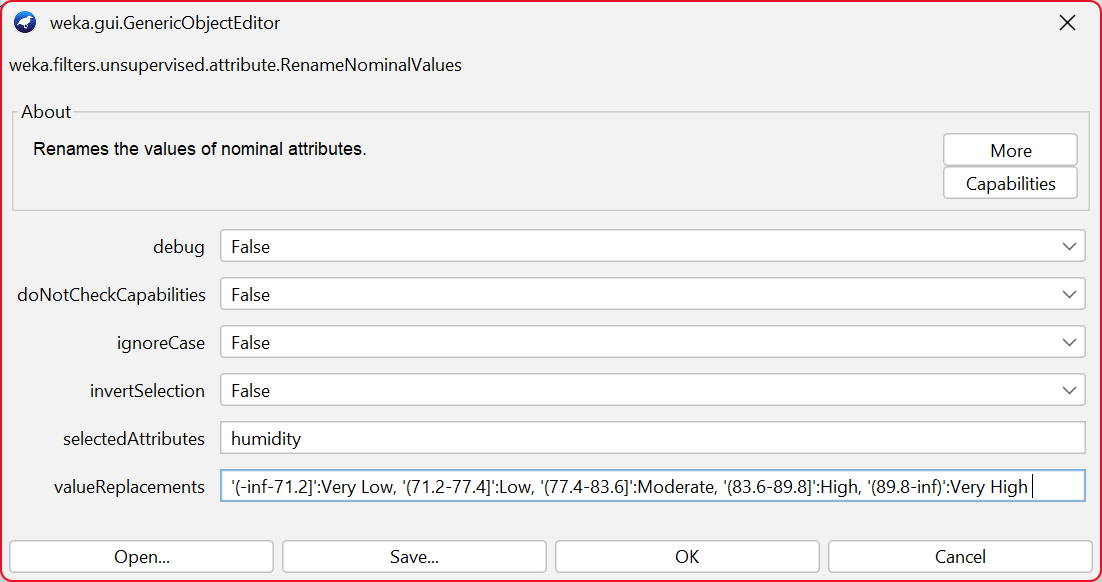 weka.gui.GenericObjectEditor
weka.filters.unsupervised.attribute.RenameNominalValues
About
Renames the values of nominal attributes.
More
Capabilities
debug False
doNotCheckCapabilities False
ignoreCase False
invertSelection False
selectedAttributes humidity
valueReplacements '(-inf-71.2]':Very Low, '(71.2-77.4]':Low, '(77.4-83.6]':Moderate, '(83.6-89.8]':High, '(89.8-inf)':Very High
Open... Save... OK Cancel